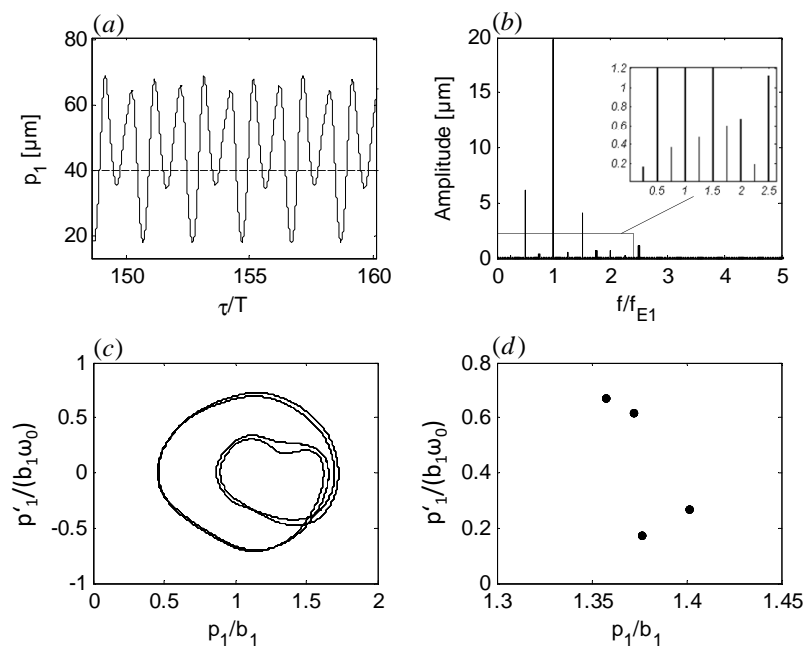 (a)
80
60
40
20
p₁ [μm]
150 155 160
τ/T
(b)
20
15
10
5
0
Amplitude [μm]
0 1 2 3 4 5
f/f_E1
1.2
1
0.8
0.6
0.4
0.2
0.5 1 1.5 2 2.5
(c)
1
0.5
0
-0.5
-1
p'₁/(b₁ω₀)
0 0.5 1 1.5 2
p₁/b₁
(d)
0.8
0.6
0.4
0.2
0
p'₁/(b₁ω₀)
1.3 1.35 1.4 1.45
p₁/b₁